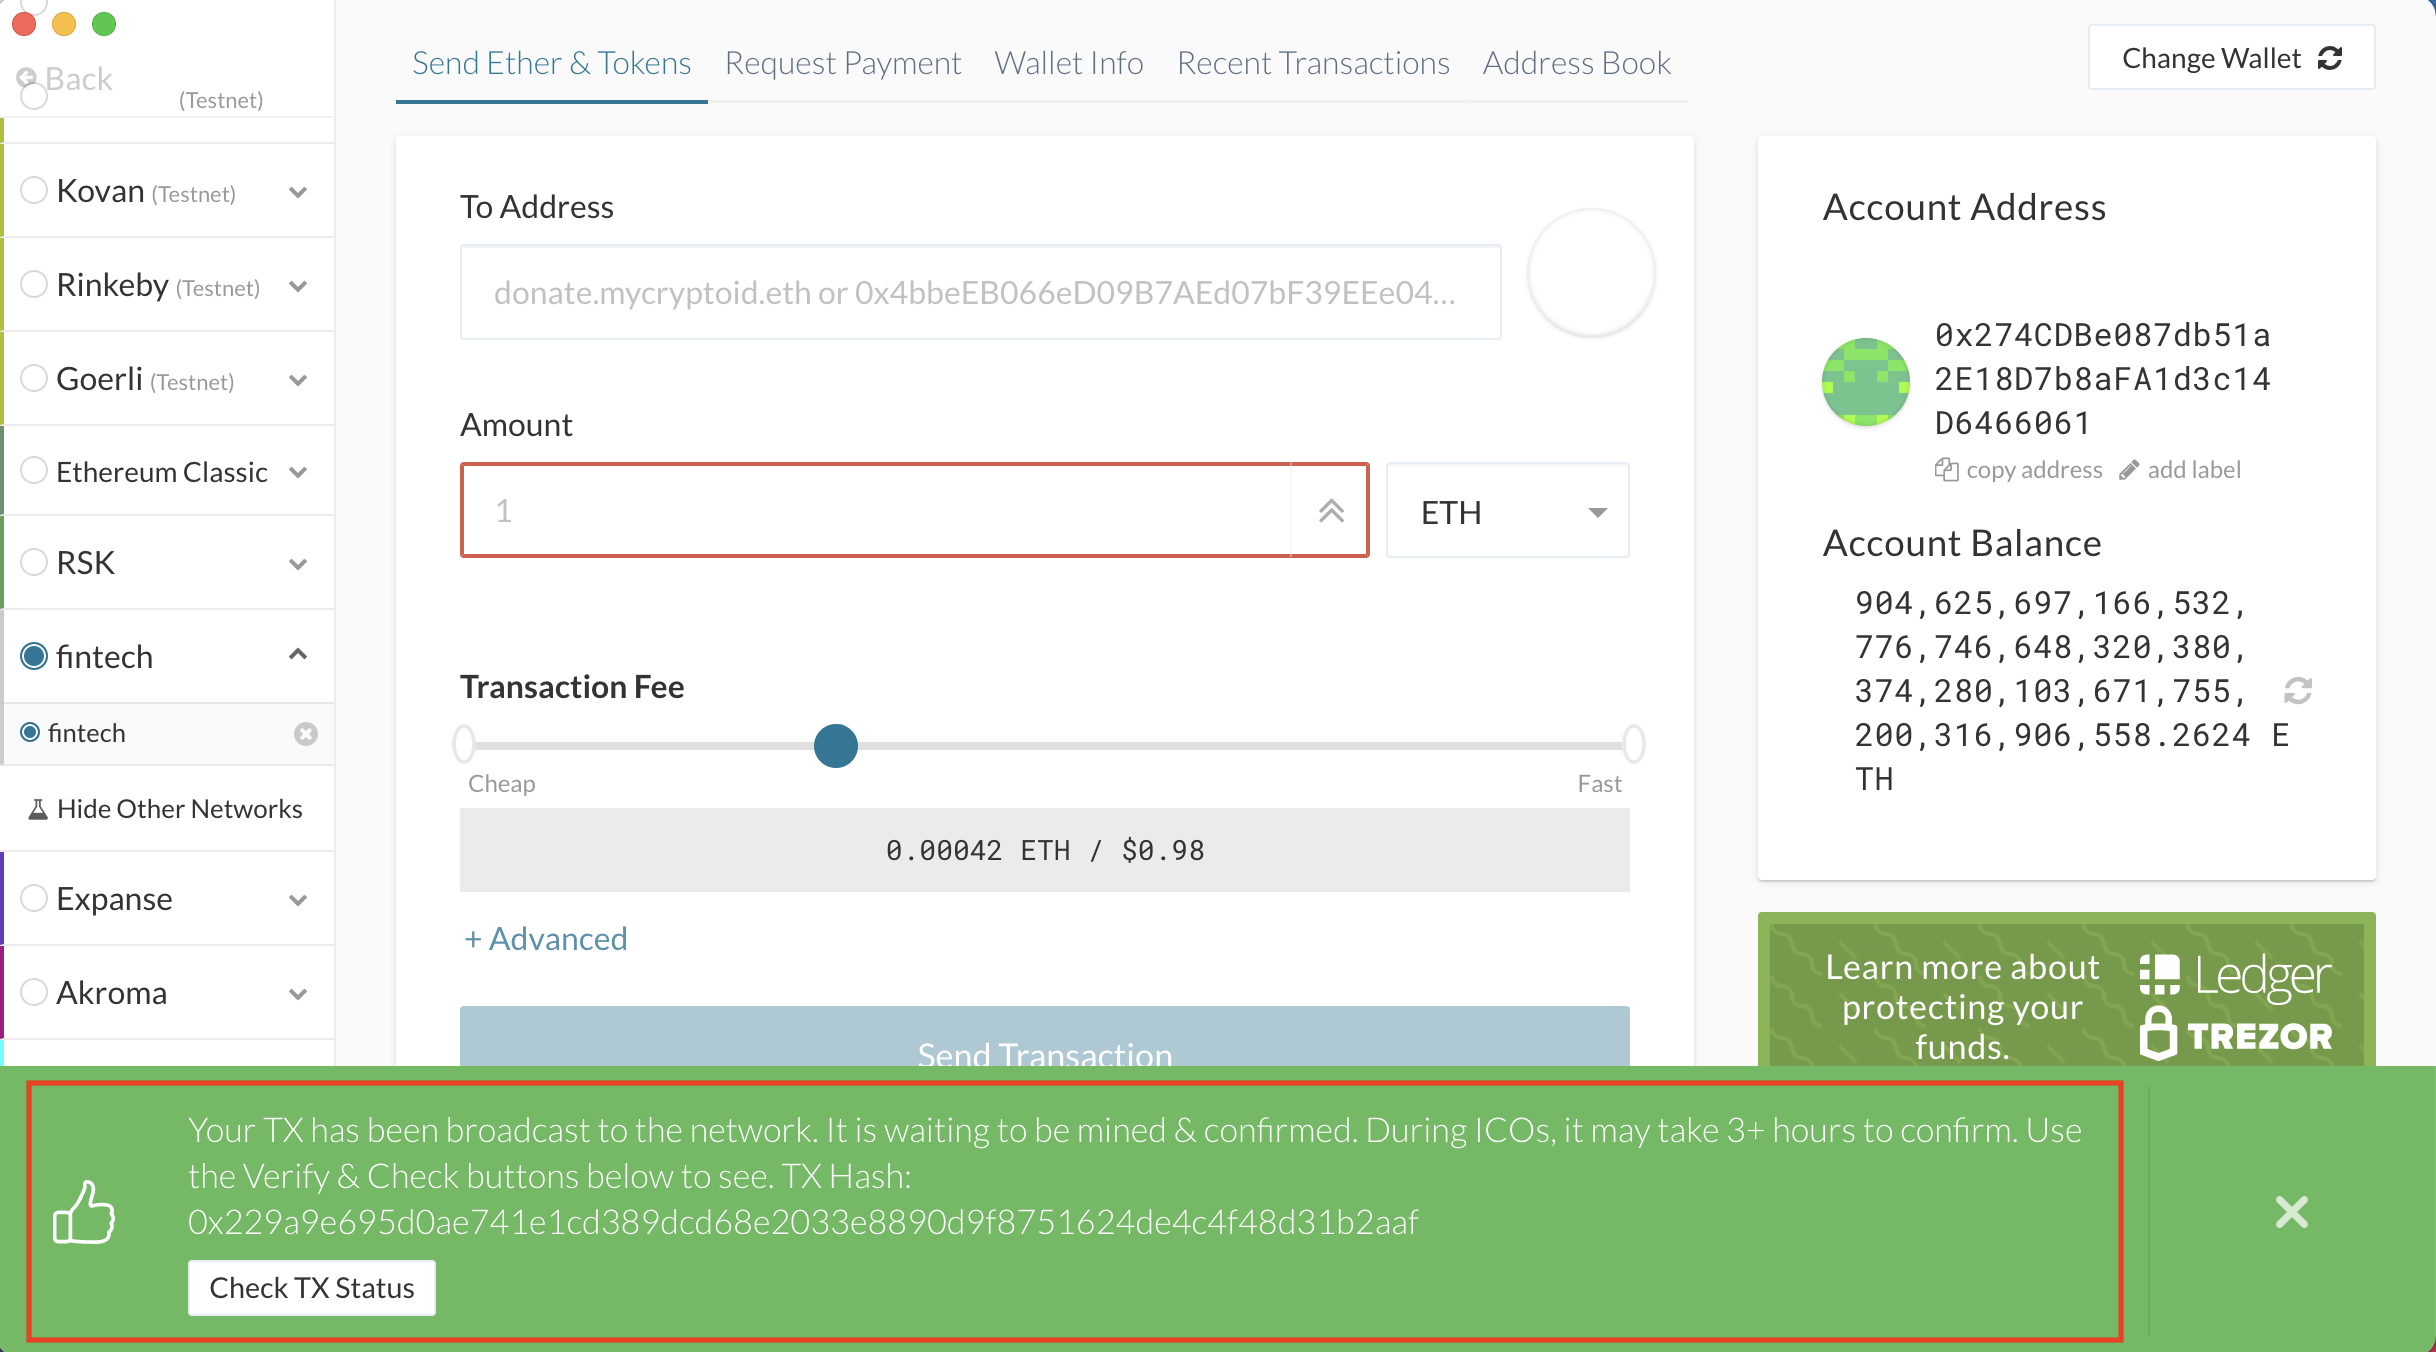 Back
(Testnet)
Kovan (Testnet)
Rinkeby (Testnet)
Goerli (Testnet)
Ethereum Classic
RSK
fintech
fintech
Hide Other Networks
Expanse
Akroma
Send Ether & Tokens
Request Payment
Wallet Info
Recent Transactions
Address Book
Change Wallet
To Address
donate.mycryptoid.eth or 0x4bbeEB066eD09B7AEd07bF39EEe04...
Amount
1
ETH
Transaction Fee
Cheap
Fast
0.00042 ETH / $0.98
+ Advanced
Send Transaction
Account Address
0x274CDBe087db51a
2E18D7b8aFA1d3c14
D6466061
copy address
add label
Account Balance
904,625,697,166,532,
776,746,648,320,380,
374,280,103,671,755,
200,316,906,558.2624 E
TH
Learn more about
protecting your
funds.
Ledger
TREZOR
Your TX has been broadcast to the network. It is waiting to be mined & confirmed. During ICOs, it may take 3+ hours to confirm. Use
the Verify & Check buttons below to see. TX Hash:
0x229a9e695d0ae741e1cd389dcd68e2033e8890d9f8751624de4c4f48d31b2aaf
Check TX Status